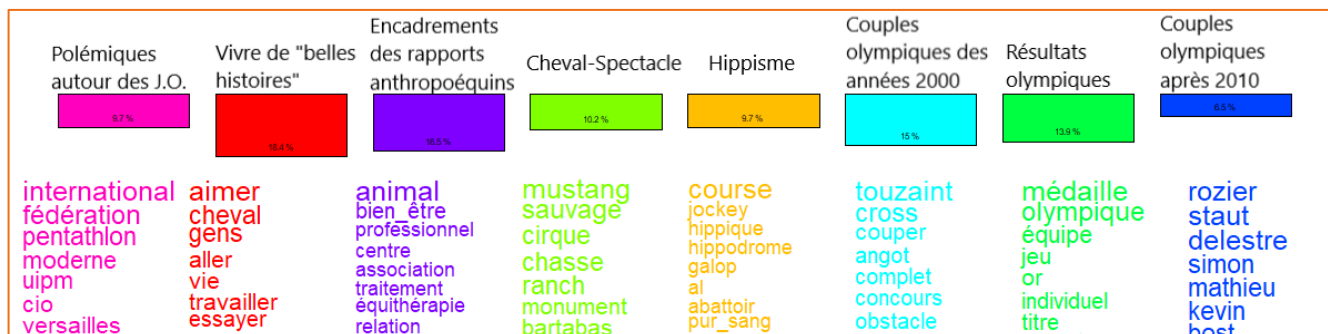 Polémiques
autour des J.O.
9.7 %
international
fédération
pentathlon
moderne
uipm
cio
versailles
Vivre de "belles
histoires"
18.4 %
aimer
cheval
gens
aller
vie
travailler
essayer
Encadrements
des rapports
anthropoéquins
16.5 %
animal
bien_être
professionnel
centre
association
traitement
équithérapie
relation
Cheval-Spectacle
10.2 %
mustang
sauvage
cirque
chasse
ranch
monument
bartabas
Hippisme
9.7 %
course
jockey
hippique
hippodrome
galop
al
abattoir
pur_sang
Couples
olympiques des
années 2000
15 %
touzaint
cross
couper
angot
complet
concours
obstacle
Résultats
olympiques
13.9 %
médaille
olympique
équipe
jeu
or
individuel
titre
Couples
olympiques
après 2010
6.5 %
rozier
staut
delestre
simon
mathieu
kevin
bost